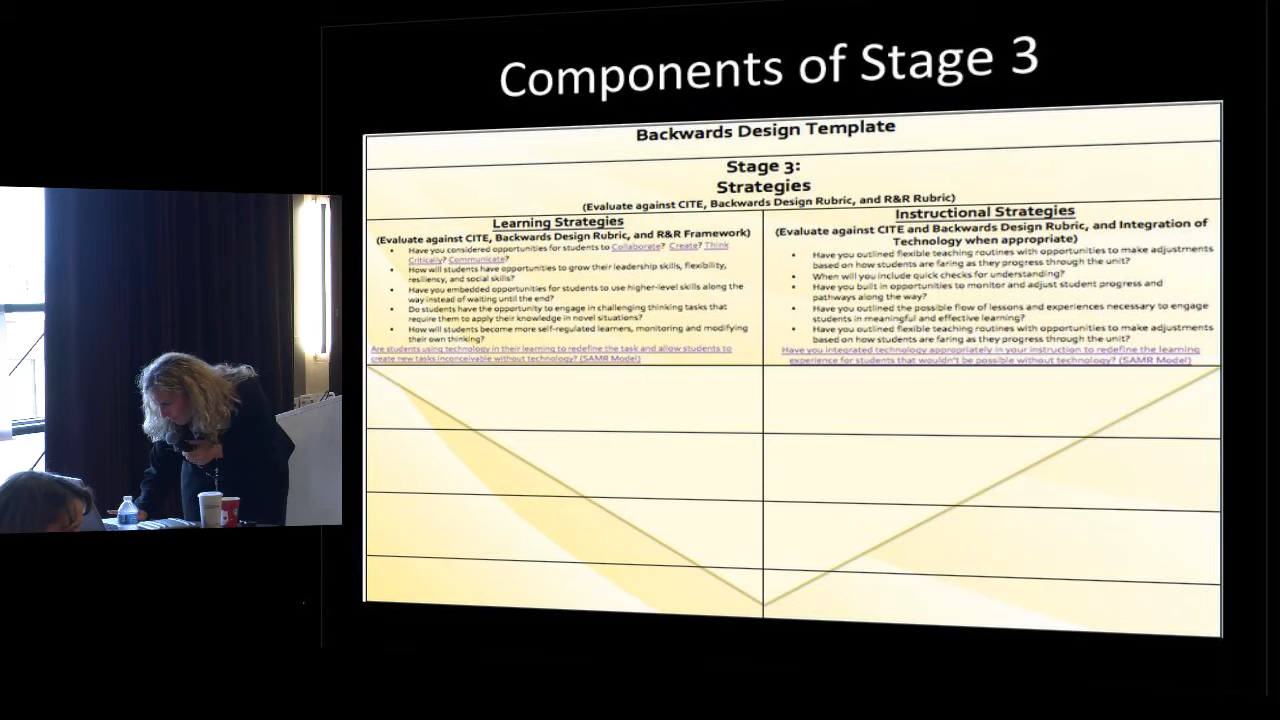 Components of Stage 3
Backwards Design Template
Stage 3:
Strategies
(Evaluate against CITE, Backwards Design Rubric, and R&R Rubric)
Learning Strategies
(Evaluate against CITE, Backwards Design Rubric, and R&R Framework)
• Have you considered opportunities for students to Collaborate? Create? Think
Critically? Communicate?
• How will students have opportunities to grow their leadership skills, flexibility,
resiliency, and social skills?
• Have you embedded opportunities for students to use higher-level skills along the
way instead of waiting until the end?
• Do students have the opportunity to engage in challenging thinking tasks that
require them to apply their knowledge in novel situations?
• How will students become more self-regulated learners, monitoring and modifying
their own thinking?
Are students using technology in their learning to redefine the task and allow students to
create new tasks inconceivable without technology? (SAMR Model)
Instructional Strategies
(Evaluate against CITE and Backwards Design Rubric, and Integration of
Technology when appropriate)
• Have you outlined flexible teaching routines with opportunities to make adjustments
based on how students are faring as they progress through the unit?
• When will you include quick checks for understanding?
• Have you built in opportunities to monitor and adjust student progress and
pathways along the way?
• Have you outlined the possible flow of lessons and experiences necessary to engage
students in meaningful and effective learning?
• Have you outlined flexible teaching routines with opportunities to make adjustments
based on how students are faring as they progress through the unit?
Have you integrated technology appropriately in your instruction to redefine the learning
experience for students that wouldn't be possible without technology? (SAMR Model)